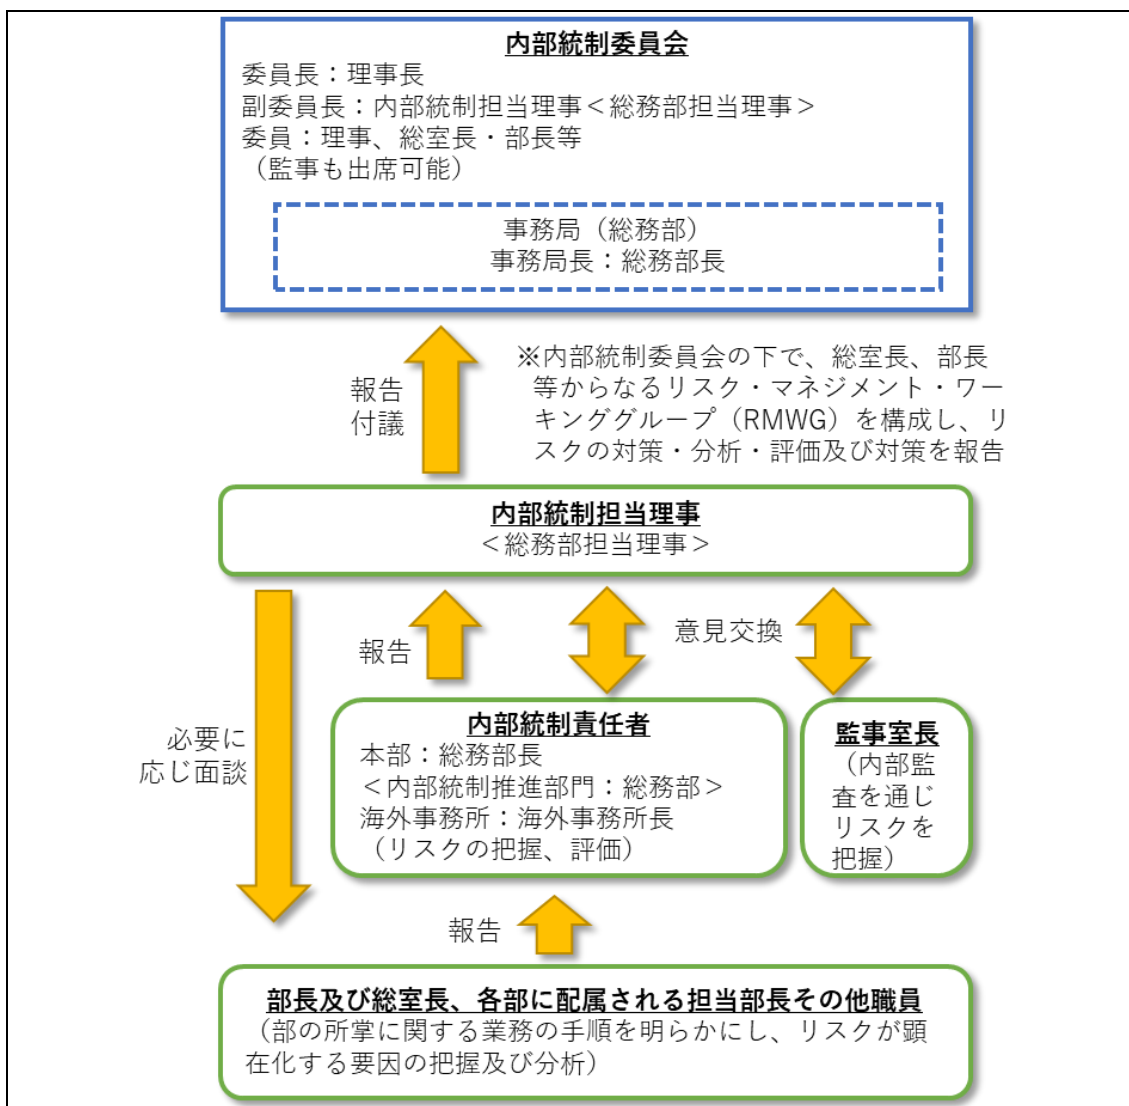 内部統制委員会
委員長：理事長
副委員長：内部統制担当理事＜総務部担当理事＞
委員：理事、総室長・部長等
（監事も出席可能）
事務局（総務部）
事務局長：総務部長
報告
付議
※内部統制委員会の下で、総室長、部長
等からなるリスク・マネジメント・ワー
キンググループ（RMWG）を構成し、リ
スクの対策・分析・評価及び対策を報告
内部統制担当理事
＜総務部担当理事＞
報告
意見交換
必要に
応じ面談
内部統制責任者
本部：総務部長
＜内部統制推進部門：総務部＞
海外事務所：海外事務所長
（リスクの把握、評価）
監事室長
（内部監
査を通じ
リスクを
把握）
報告
部長及び総室長、各部に配属される担当部長その他職員
（部の所掌に関する業務の手順を明らかにし、リスクが顕
在化する要因の把握及び分析）